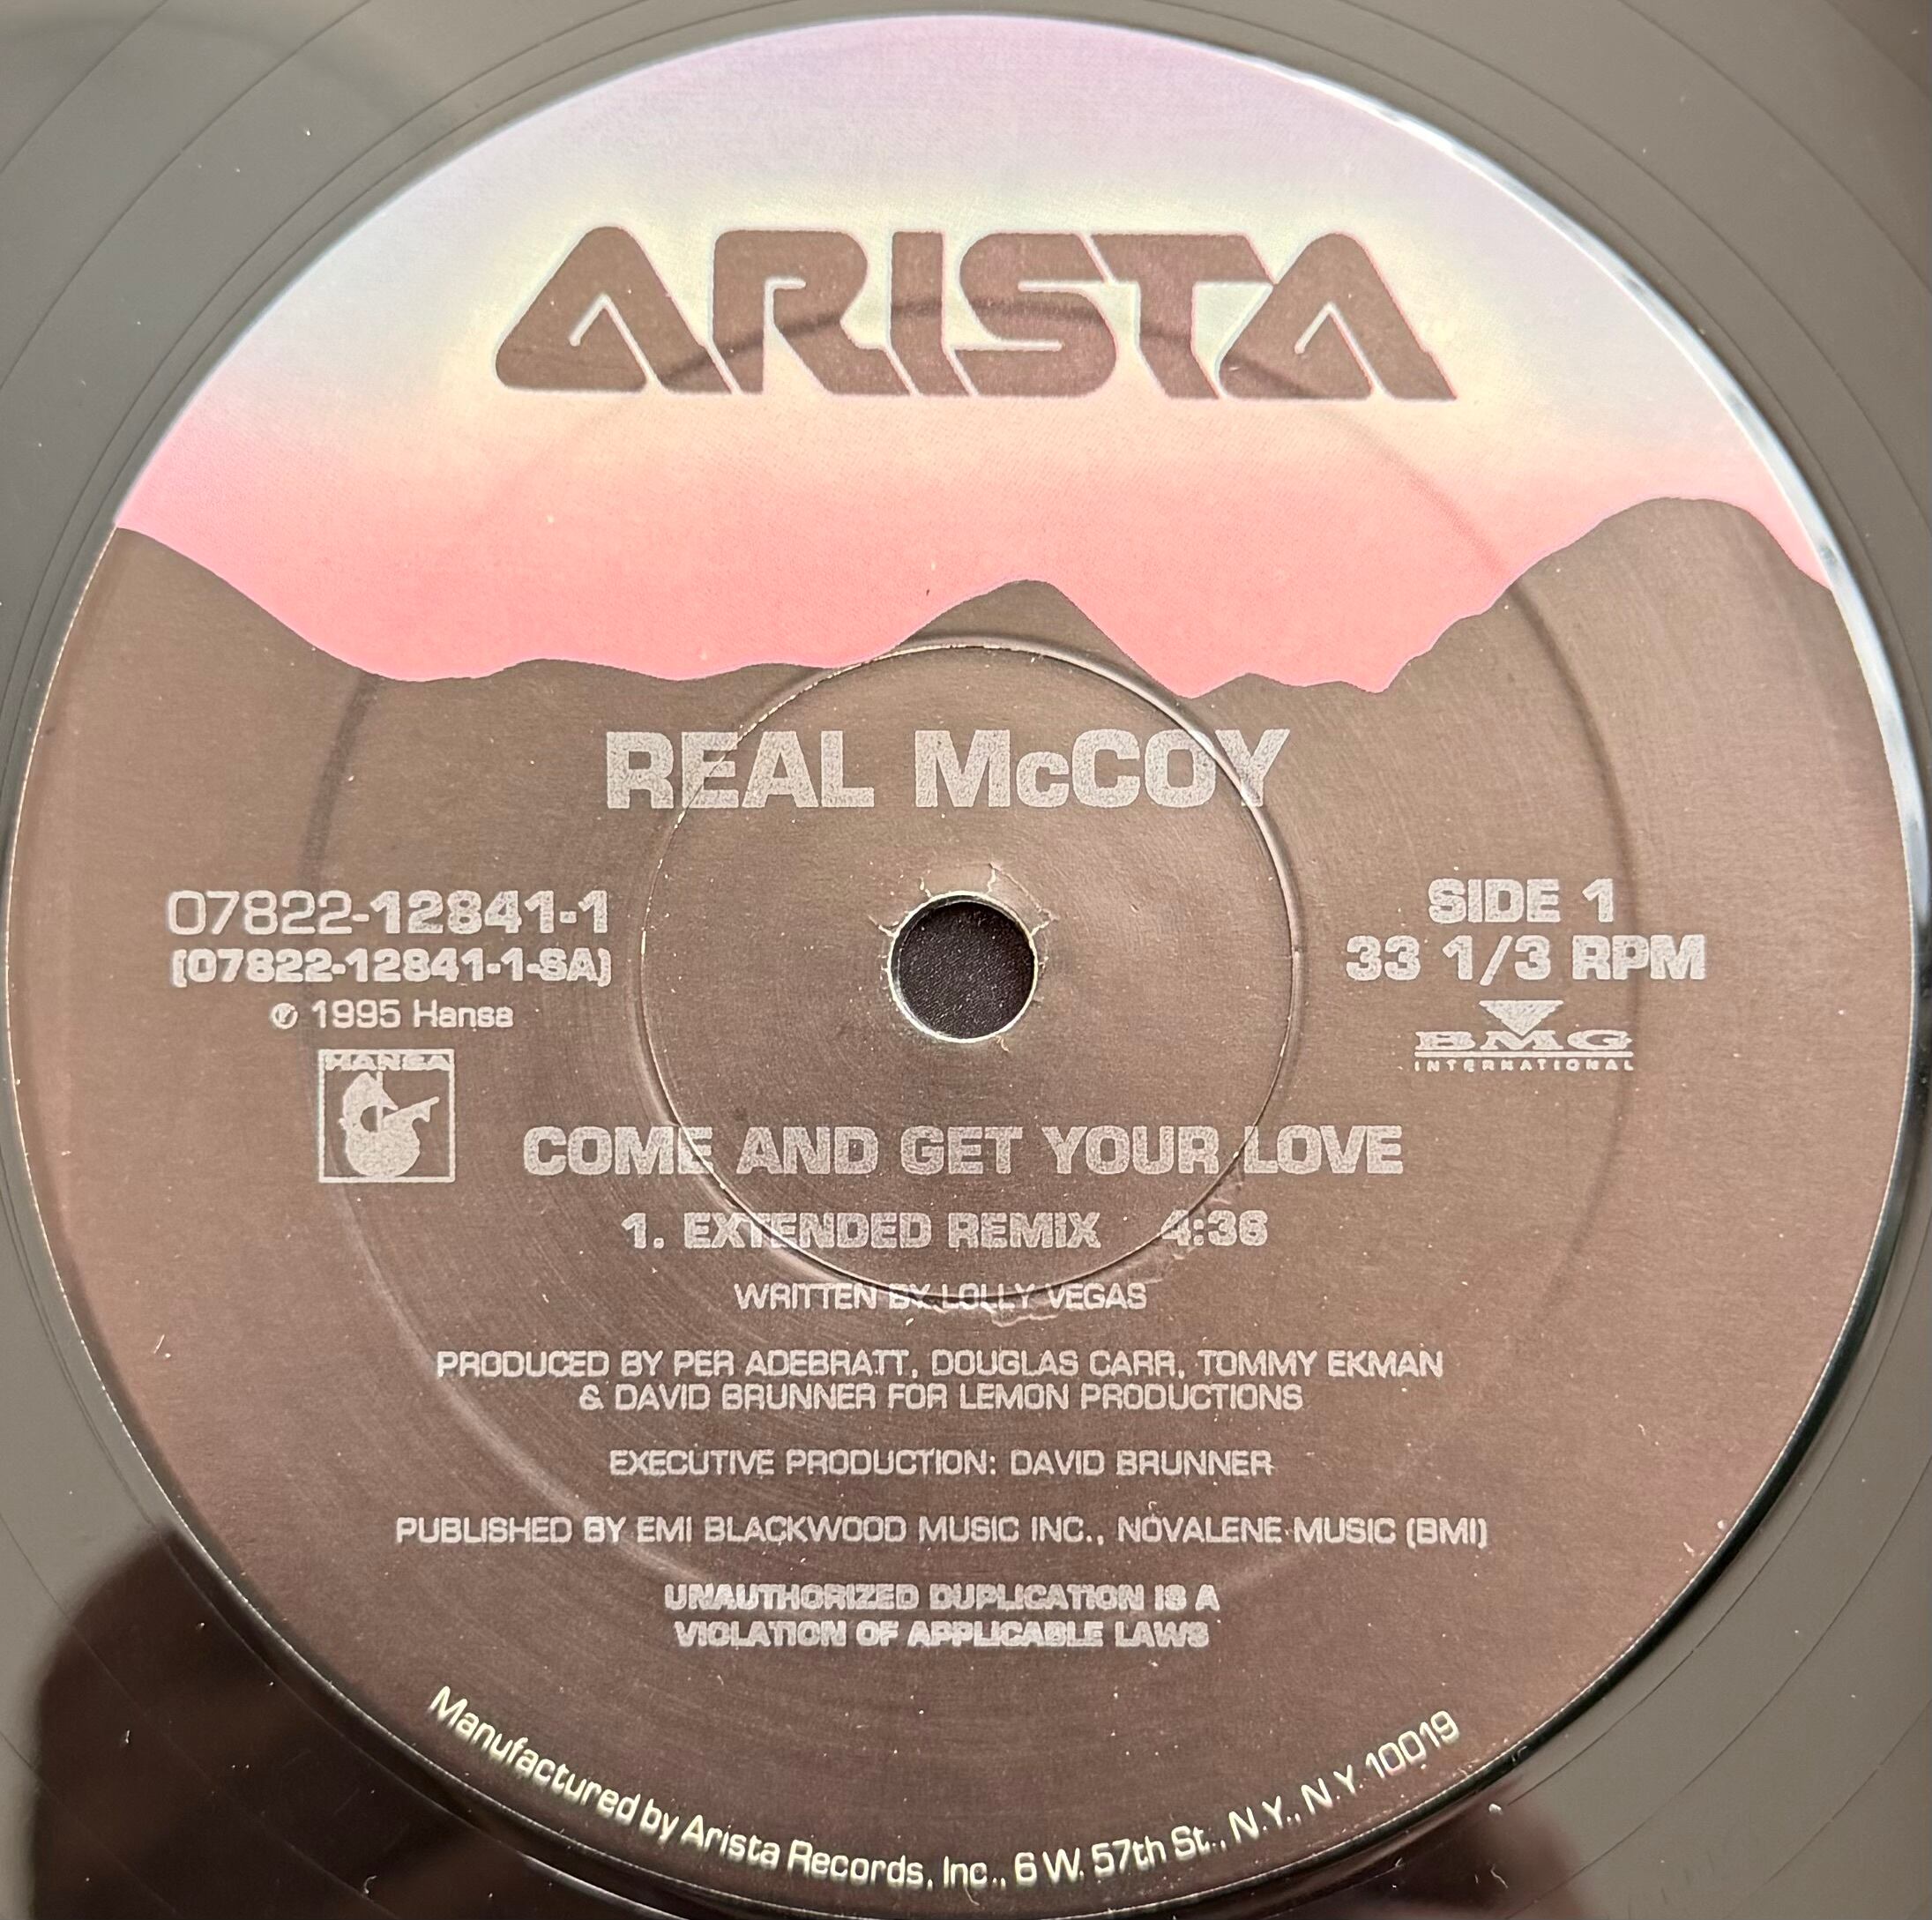 ARISTA
REAL McCOY
07822-12841-1
(07822-12841-1-SA)
℗ 1995 Hansa
HANSA
SIDE 1
33 1/3 RPM
BMG
INTERNATIONAL
COME AND GET YOUR LOVE
1. EXTENDED REMIX 4:36
WRITTEN BY LOLLY VEGAS
PRODUCED BY PER ADEBRATT, DOUGLAS CARR, TOMMY EKMAN
& DAVID BRUNNER FOR LEMON PRODUCTIONS
EXECUTIVE PRODUCTION: DAVID BRUNNER
PUBLISHED BY EMI BLACKWOOD MUSIC INC., NOVALENE MUSIC (BMI)
UNAUTHORIZED DUPLICATION IS A
VIOLATION OF APPLICABLE LAWS
Manufactured by Arista Records, Inc., 6 W. 57th St., N.Y., N.Y. 10019